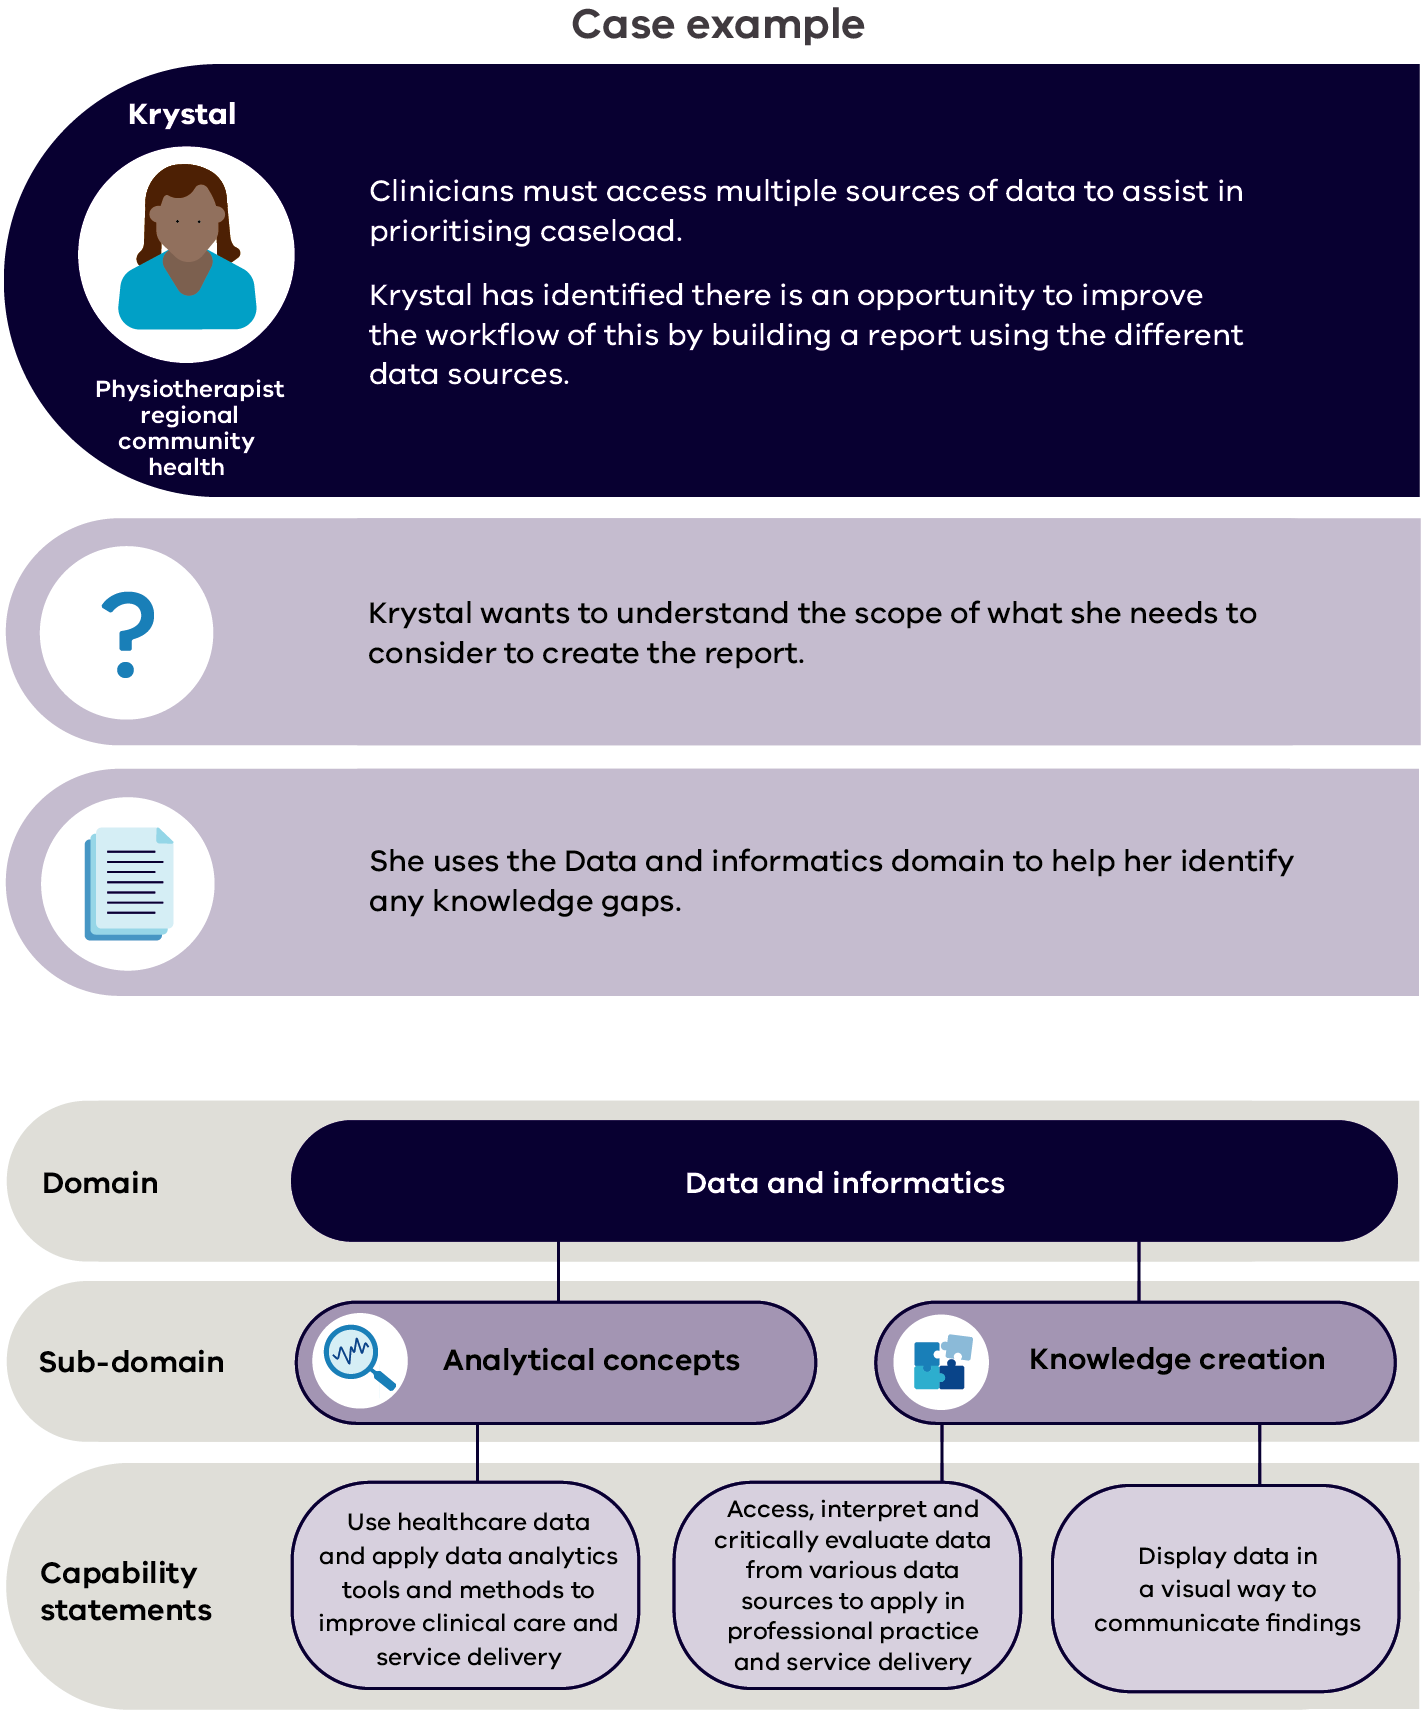 Case example
Krystal
Physiotherapist
regional
community
health
Clinicians must access multiple sources of data to assist in
prioritising caseload.
Krystal has identified there is an opportunity to improve
the workflow of this by building a report using the different
data sources.
?
Krystal wants to understand the scope of what she needs to
consider to create the report.
She uses the Data and informatics domain to help her identify
any knowledge gaps.
Domain
Data and informatics
Sub-domain
Analytical concepts
Knowledge creation
Capability
statements
Use healthcare data
and apply data analytics
tools and methods to
improve clinical care and
service delivery
Access, interpret and
critically evaluate data
from various data
sources to apply in
professional practice
and service delivery
Display data in
a visual way to
communicate findings